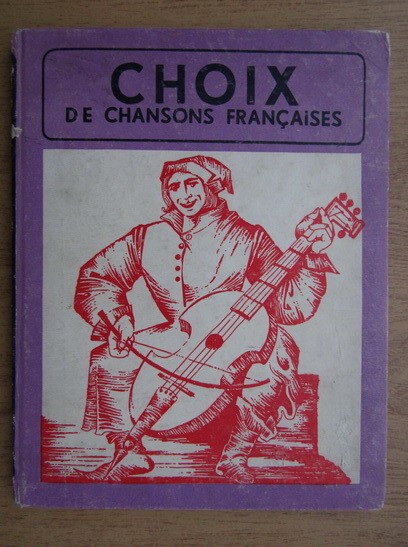 CHOIX
DE CHANSONS FRANÇAiSES